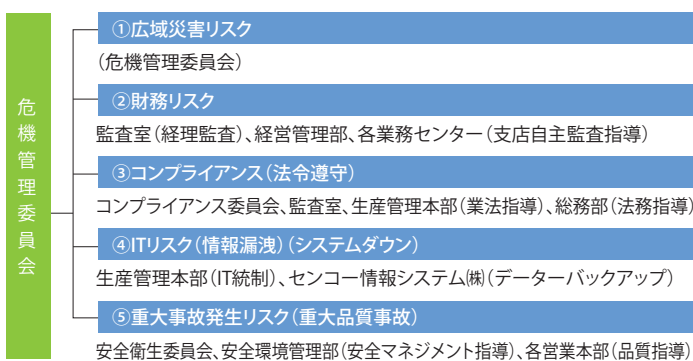 危機管理委員会
①広域災害リスク
(危機管理委員会)
②財務リスク
監査室(経理監査)、経営管理部、各業務センター(支店自主監査指導)
③コンプライアンス(法令遵守)
コンプライアンス委員会、監査室、生産管理本部(業法指導)、総務部(法務指導)
④ITリスク(情報漏洩)(システムダウン)
生産管理本部(IT統制)、センコー情報システム㈱(データーバックアップ)
⑤重大事故発生リスク(重大品質事故)
安全衛生委員会、安全環境管理部(安全マネジメント指導)、各営業本部(品質指導)